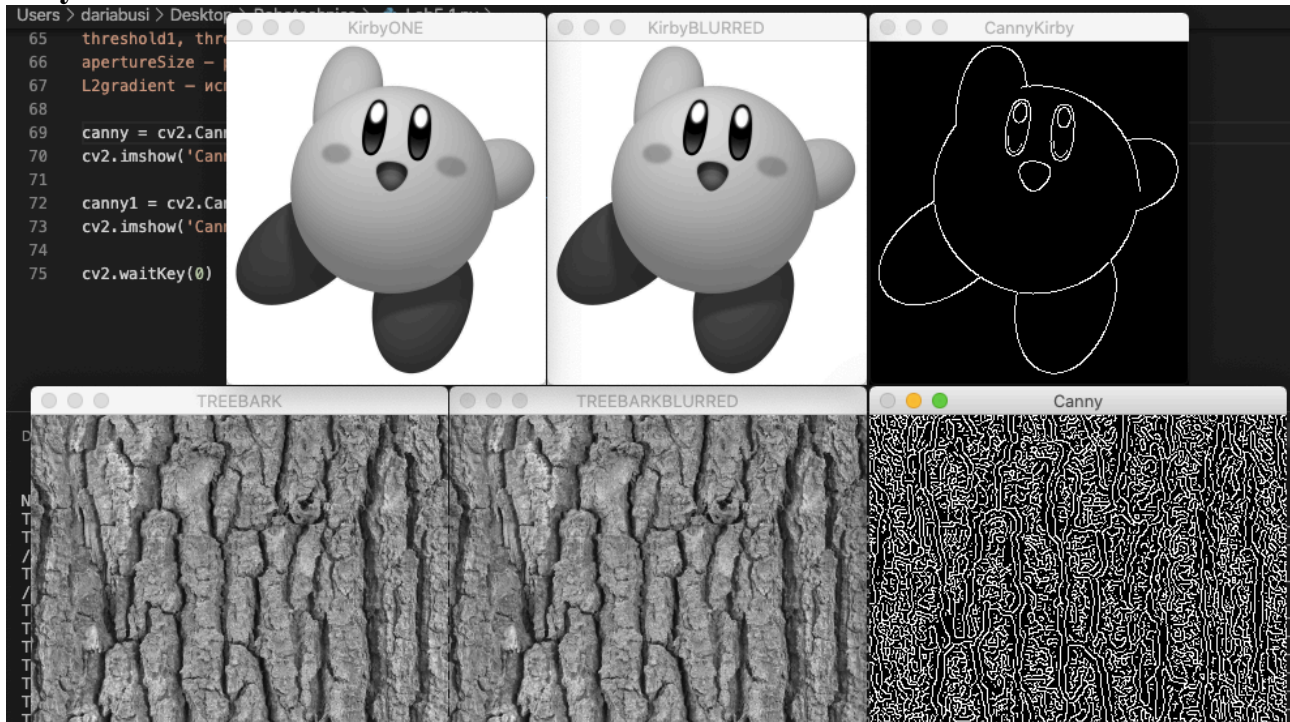 Users > dariabusi > Desktop
KirbyONE
KirbyBLURRED
CannyKirby
65 threshold1, thre
66 apertureSize –
67 L2gradient – исп
68
69 canny = cv2.Cann
70 cv2.imshow('Can
71
72 canny1 = cv2.Can
73 cv2.imshow('Can
74
75 cv2.waitKey(0)
TREEBARK
TREEBARKBLURRED
Canny
D
N
T
T
/
T
/
T
T
T
T
T
T